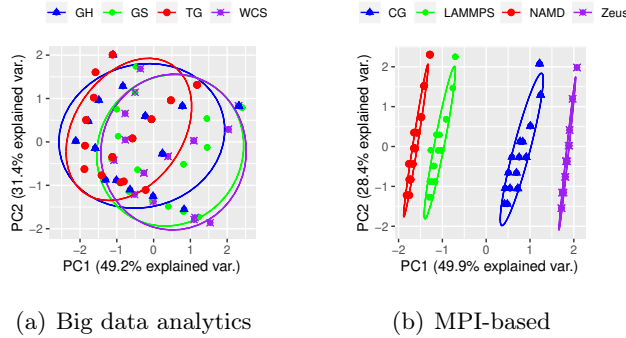 GH GS TG WCS
2
1
0
−1
−2
−2 −1 0 1 2
PC2 (31.4% explained var.)
PC1 (49.2% explained var.)
(a) Big data analytics
CG LAMMPS NAMD Zeus
2
1
0
−1
−2
−2 −1 0 1 2
PC2 (28.4% explained var.)
PC1 (49.9% explained var.)
(b) MPI-based